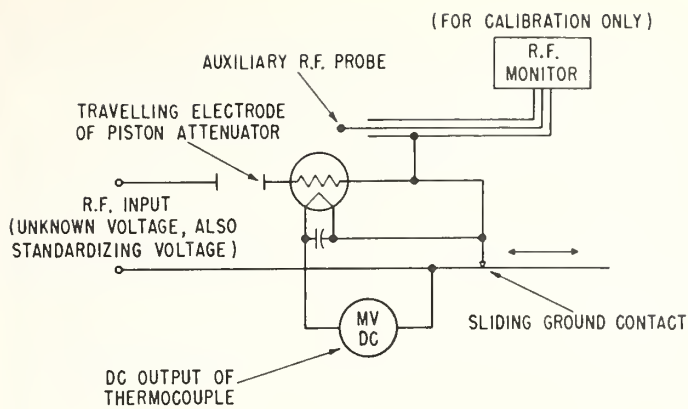 (FOR CALIBRATION ONLY)
R.F.
MONITOR
AUXILIARY R.F. PROBE
TRAVELLING ELECTRODE
OF PISTON ATTENUATOR
R.F. INPUT
(UNKNOWN VOLTAGE, ALSO
STANDARDIZING VOLTAGE)
MV
DC
SLIDING GROUND CONTACT
DC OUTPUT OF
THERMOCOUPLE